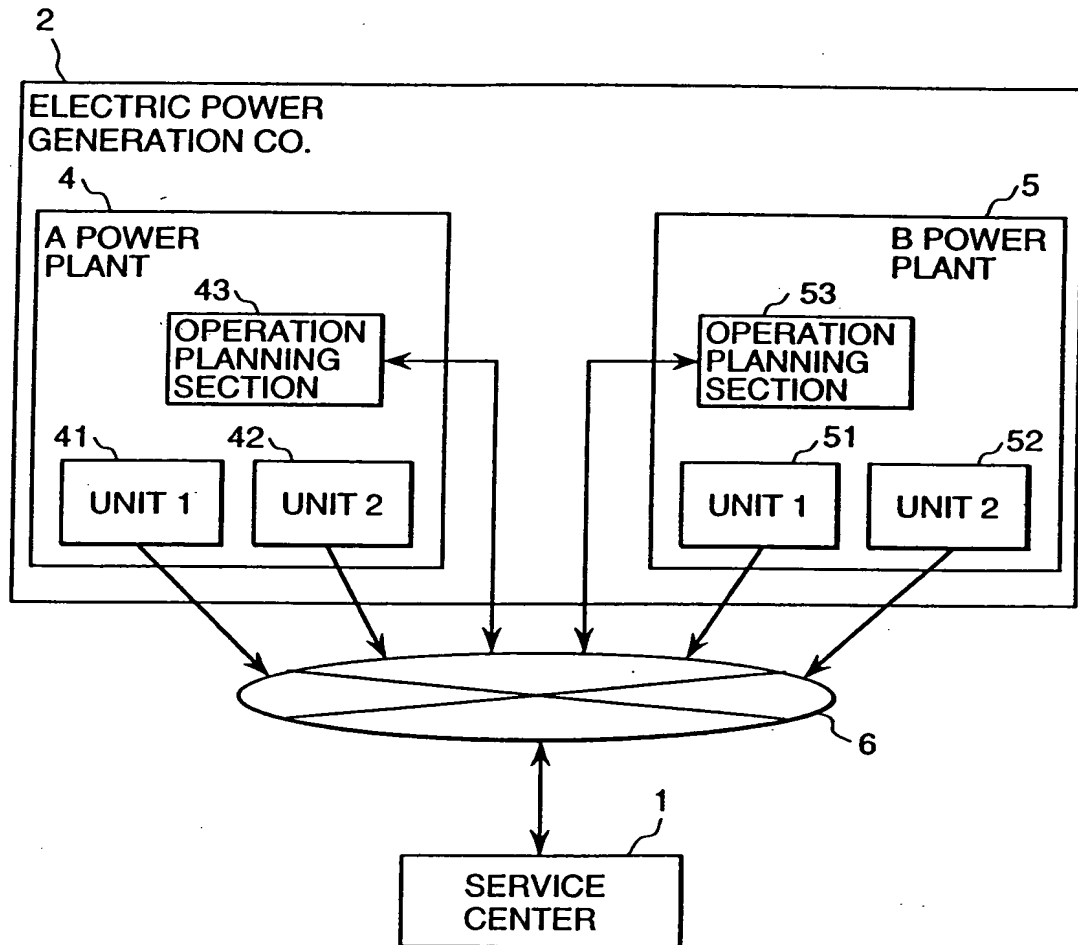 2
ELECTRIC POWER
GENERATION CO.
4
5
A POWER
PLANT
B POWER
PLANT
43
OPERATION
PLANNING
SECTION
53
OPERATION
PLANNING
SECTION
41
UNIT 1
42
UNIT 2
51
UNIT 1
52
UNIT 2
6
1
SERVICE
CENTER